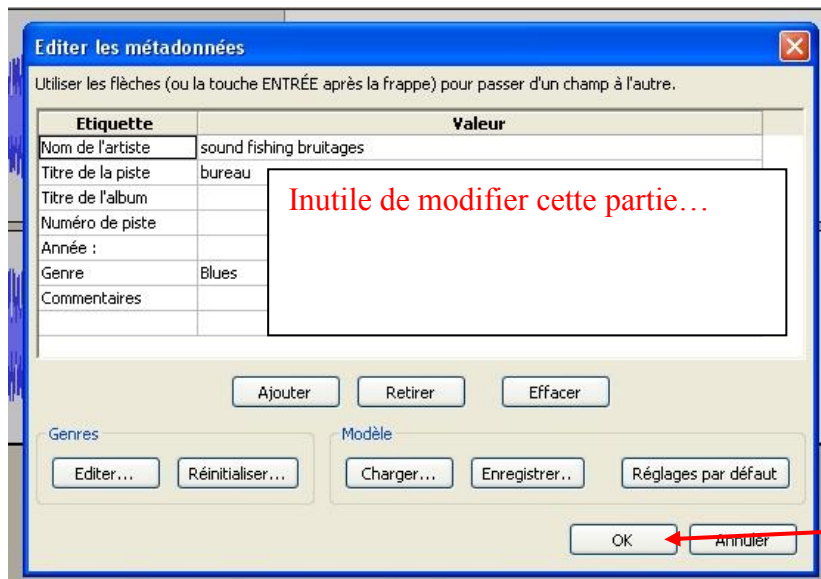 Editer les métadonnées
Utiliser les flèches (ou la touche ENTRÉE après la frappe) pour passer d'un champ à l'autre.
Etiquette Valeur
Nom de l'artiste sound fishing bruitages
Titre de la piste bureau
Titre de l'album
Numéro de piste
Année :
Genre Blues
Commentaires
Inutile de modifier cette partie…
Ajouter Retirer Effacer
Genres Modèle
Editer... Réinitialiser... Charger... Enregistrer.. Réglages par défaut
OK Annuler